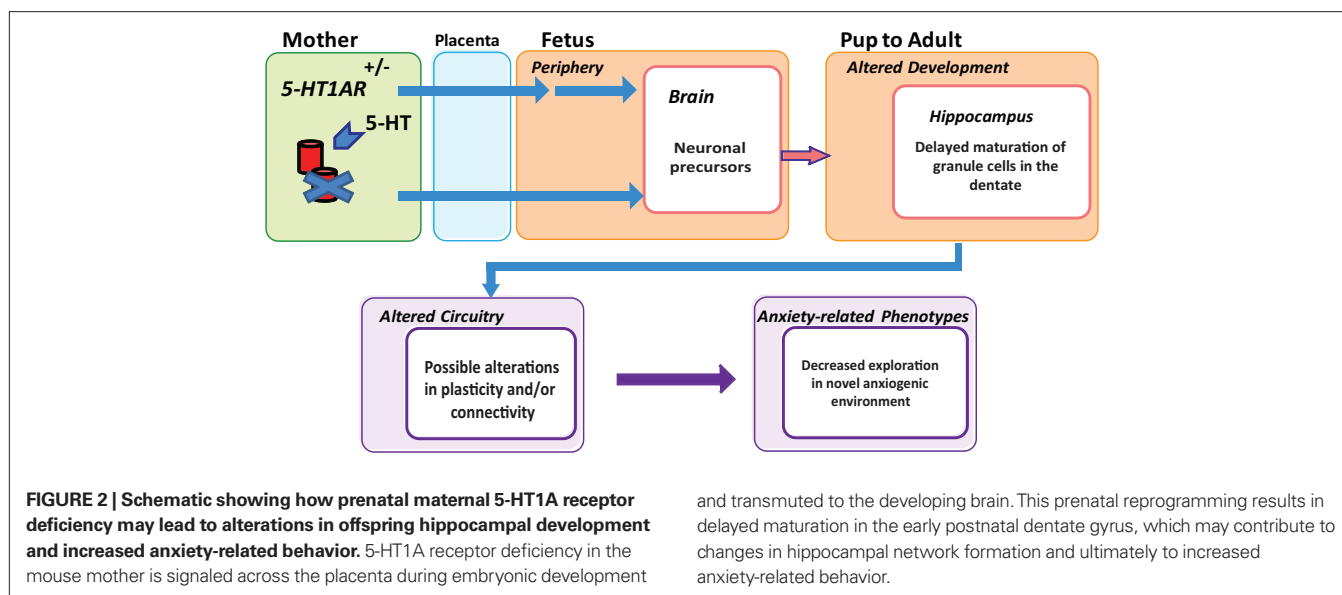 Mother
Placenta
Fetus
Pup to Adult
5-HT1AR+/-
5-HT
Periphery
Brain
Neuronal
precursors
Altered Development
Hippocampus
Delayed maturation of
granule cells in the
dentate
Altered Circuitry
Possible alterations
in plasticity and/or
connectivity
Anxiety-related Phenotypes
Decreased exploration
in novel anxiogenic
environment
FIGURE 2 | Schematic showing how prenatal maternal 5-HT1A receptor
deficiency may lead to alterations in offspring hippocampal development
and increased anxiety-related behavior. 5-HT1A receptor deficiency in the
mouse mother is signaled across the placenta during embryonic development
and transmuted to the developing brain. This prenatal reprogramming results in
delayed maturation in the early postnatal dentate gyrus, which may contribute to
changes in hippocampal network formation and ultimately to increased
anxiety-related behavior.